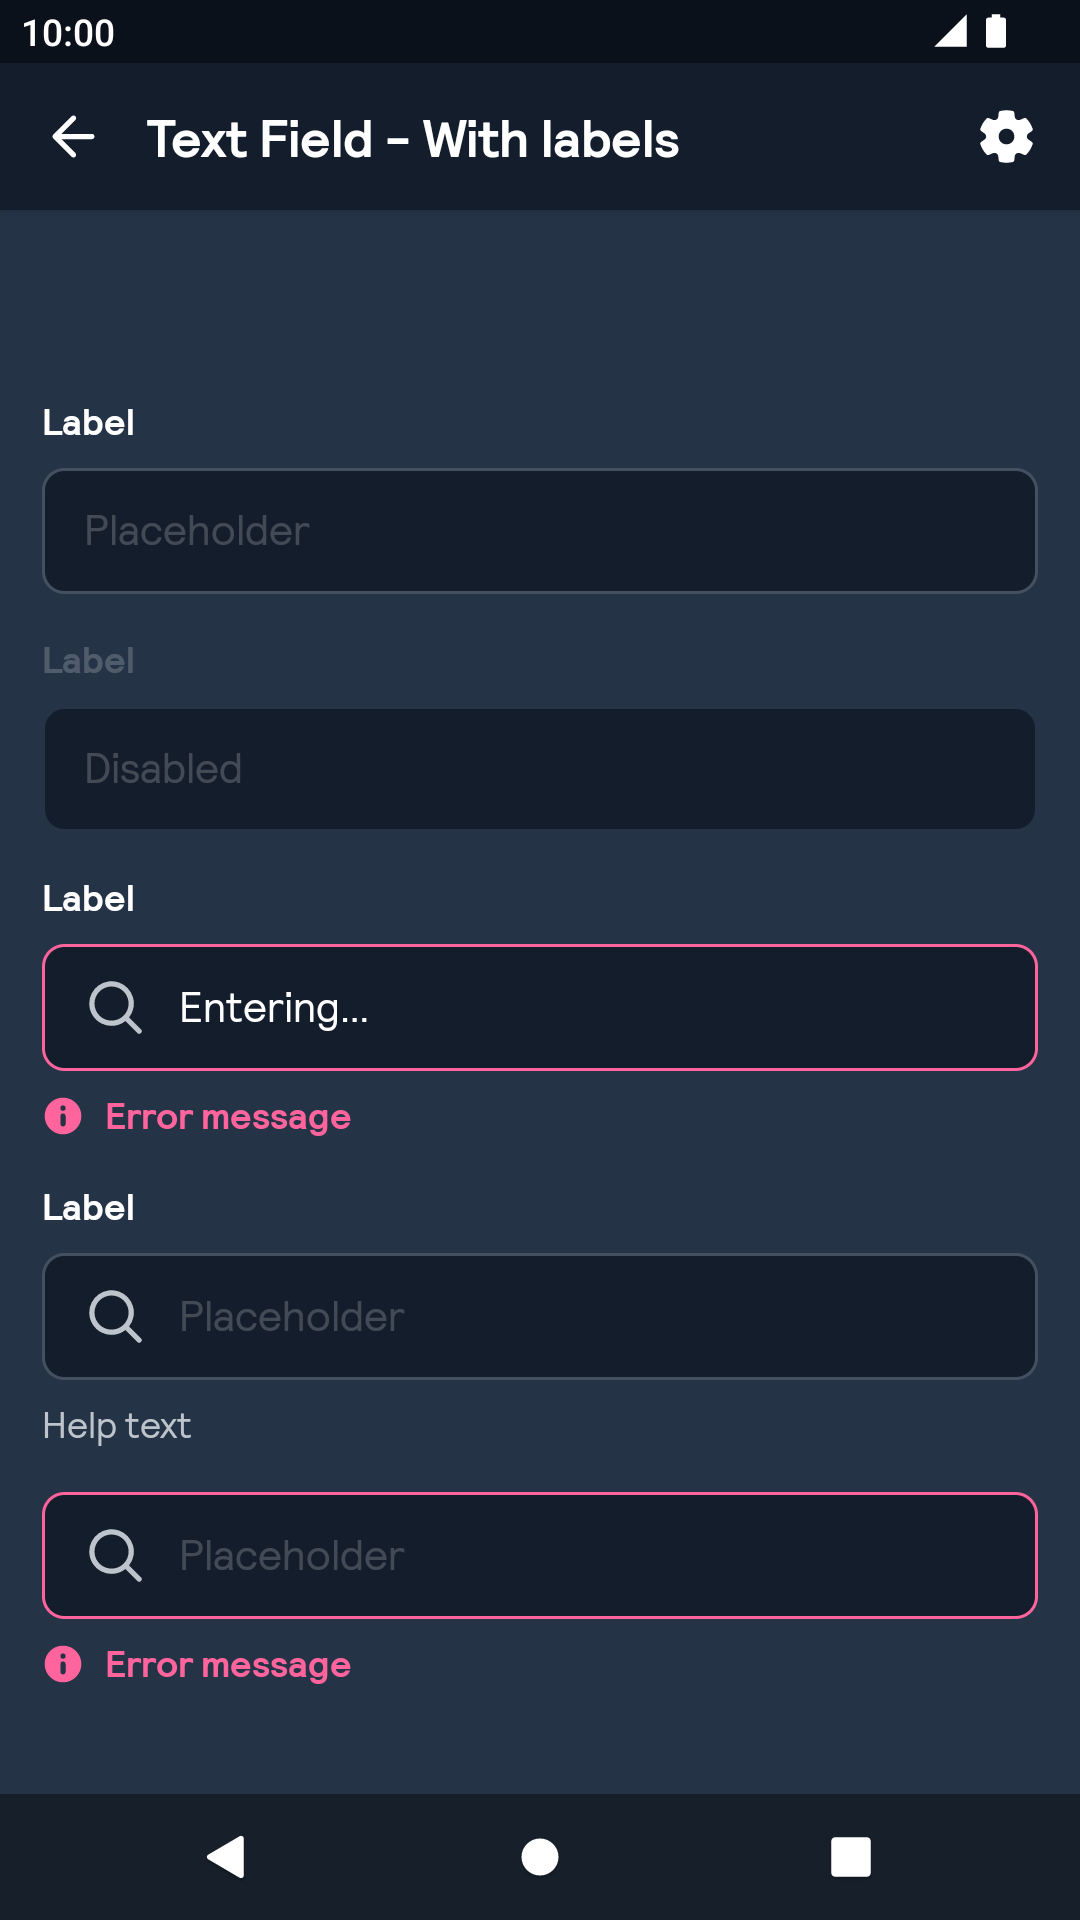 10:00
Text Field - With labels
Label
Placeholder
Label
Disabled
Label
Entering...
Error message
Label
Placeholder
Help text
Placeholder
Error message